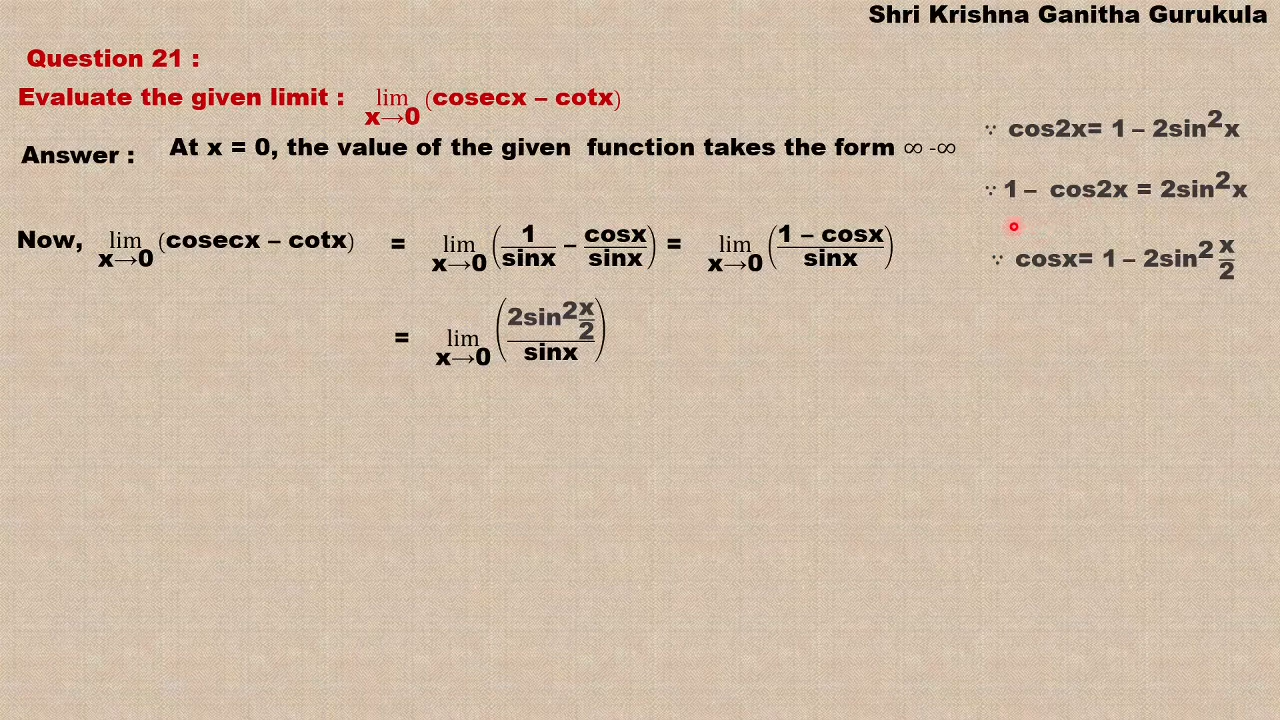 Shri Krishna Ganitha Gurukula
Question 21 :
Evaluate the given limit : lim x→0 (cosecx – cotx)
Answer : At x = 0, the value of the given function takes the form ∞ -∞
∵ cos2x= 1 – 2sin²x
∵ 1 – cos2x = 2sin²x
∵ cosx= 1 – 2sin² x/2
Now, lim x→0 (cosecx – cotx) = lim x→0 (1/sinx – cosx/sinx) = lim x→0 (1 – cosx/sinx)
= lim x→0 (2sin² x/2 / sinx)